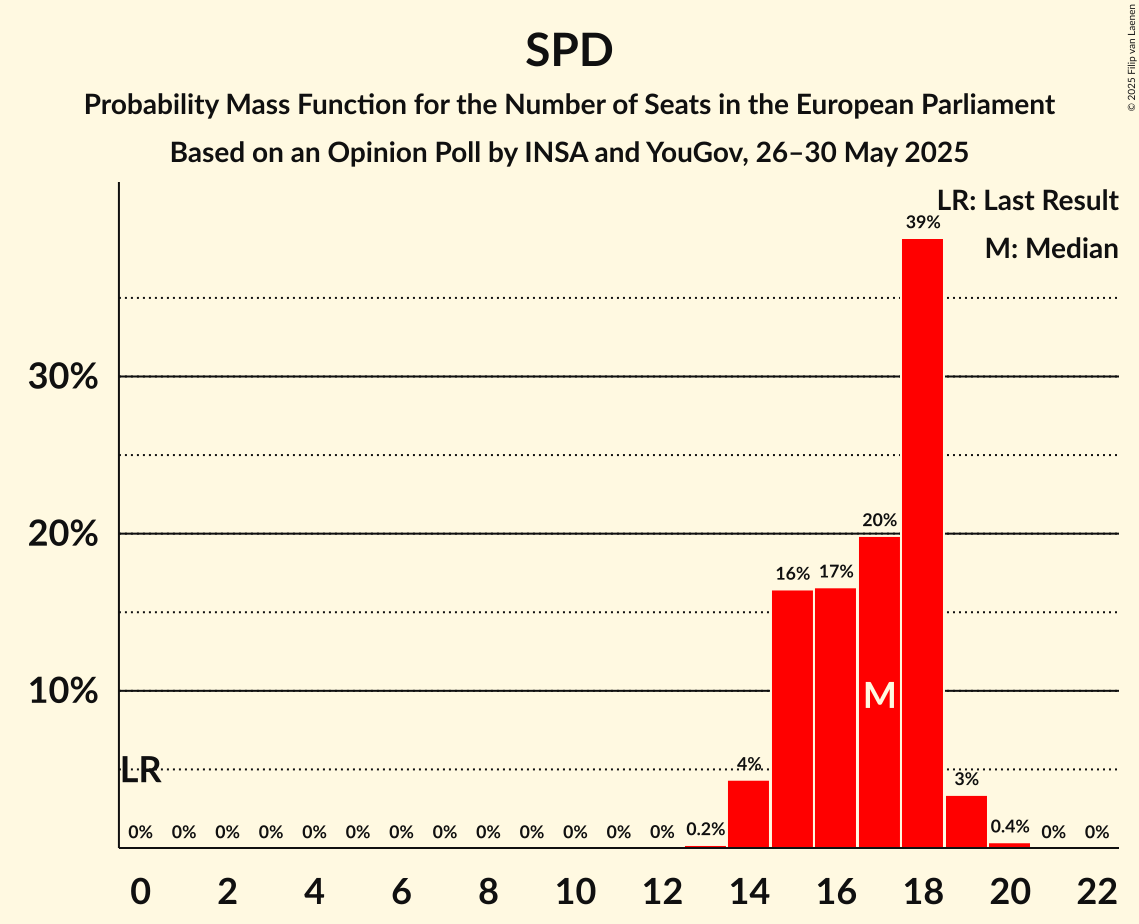 SPD
Probability Mass Function for the Number of Seats in the European Parliament
Based on an Opinion Poll by INSA and YouGov, 26–30 May 2025
© 2025 Filip van Laenen
LR: Last Result
M: Median
39%
30%
20%
20%
16% 17%
10%
M
LR
4%
3%
0% 0% 0% 0% 0% 0% 0% 0% 0% 0% 0% 0% 0% 0.2% 0.4% 0% 0%
0 2 4 6 8 10 12 14 16 18 20 22